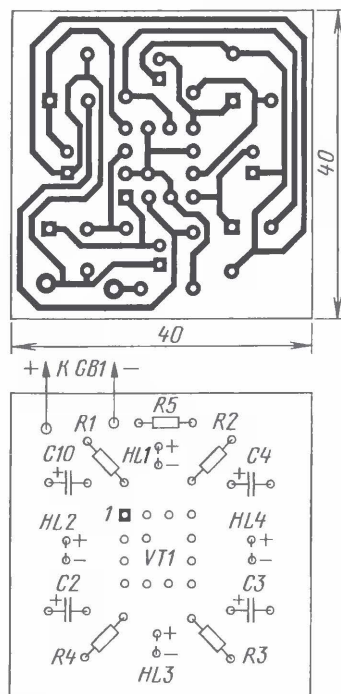 40
40
+ К GB1 −
R5
R1
R2
+
C10
HL1
+
−
+
C4
1
HL2
+
−
VT1
HL4
+
−
C2
+
C3
+
R4
+
−
HL3
R3